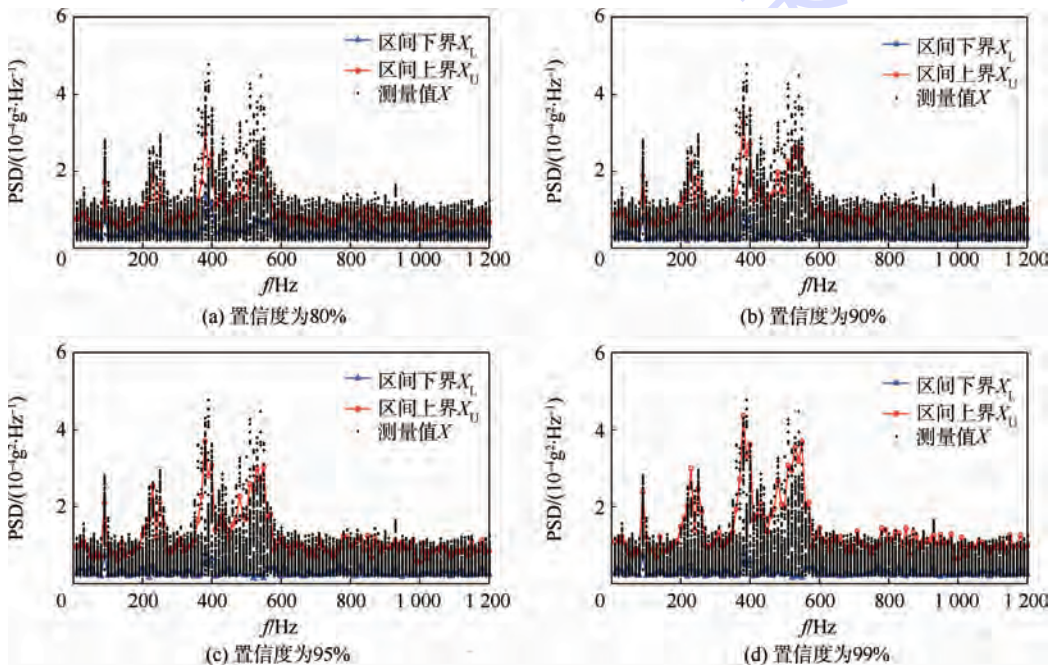 6
4
2
PSD/(10⁻⁴g²·Hz⁻¹)
区间下界X_L
区间上界X_U
测量值X
0 200 400 600 800 1 000 1 200
f/Hz
(a) 置信度为80%
6
4
2
PSD/(10⁻⁴g²·Hz⁻¹)
区间下界X_L
区间上界X_U
测量值X
0 200 400 600 800 1 000 1 200
f/Hz
(b) 置信度为90%
6
4
2
PSD/(10⁻⁴g²·Hz⁻¹)
区间下界X_L
区间上界X_U
测量值X
0 200 400 600 800 1 000 1 200
f/Hz
(c) 置信度为95%
6
4
2
PSD/(10⁻⁴g²·Hz⁻¹)
区间下界X_L
区间上界X_U
测量值X
0 200 400 600 800 1 000 1 200
f/Hz
(d) 置信度为99%